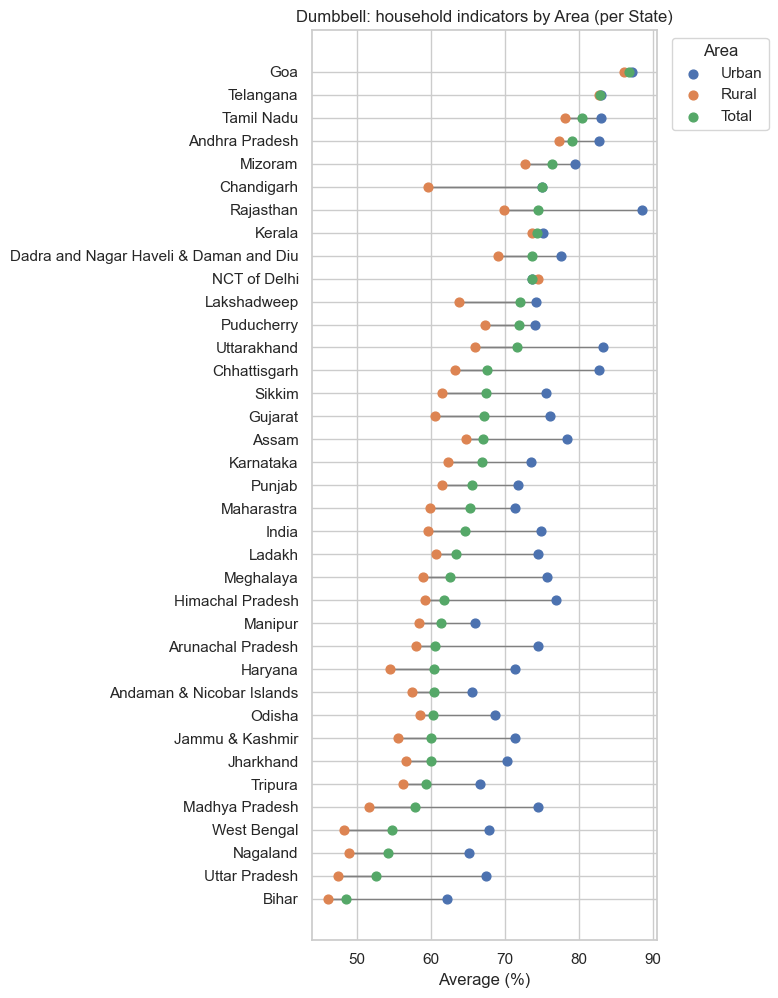 Dumbbell: household indicators by Area (per State)
Area
Urban
Rural
Total
Goa
Telangana
Tamil Nadu
Andhra Pradesh
Mizoram
Chandigarh
Rajasthan
Kerala
Dadra and Nagar Haveli & Daman and Diu
NCT of Delhi
Lakshadweep
Puducherry
Uttarakhand
Chhattisgarh
Sikkim
Gujarat
Assam
Karnataka
Punjab
Maharastra
India
Ladakh
Meghalaya
Himachal Pradesh
Manipur
Arunachal Pradesh
Haryana
Andaman & Nicobar Islands
Odisha
Jammu & Kashmir
Jharkhand
Tripura
Madhya Pradesh
West Bengal
Nagaland
Uttar Pradesh
Bihar
50 60 70 80 90
Average (%)